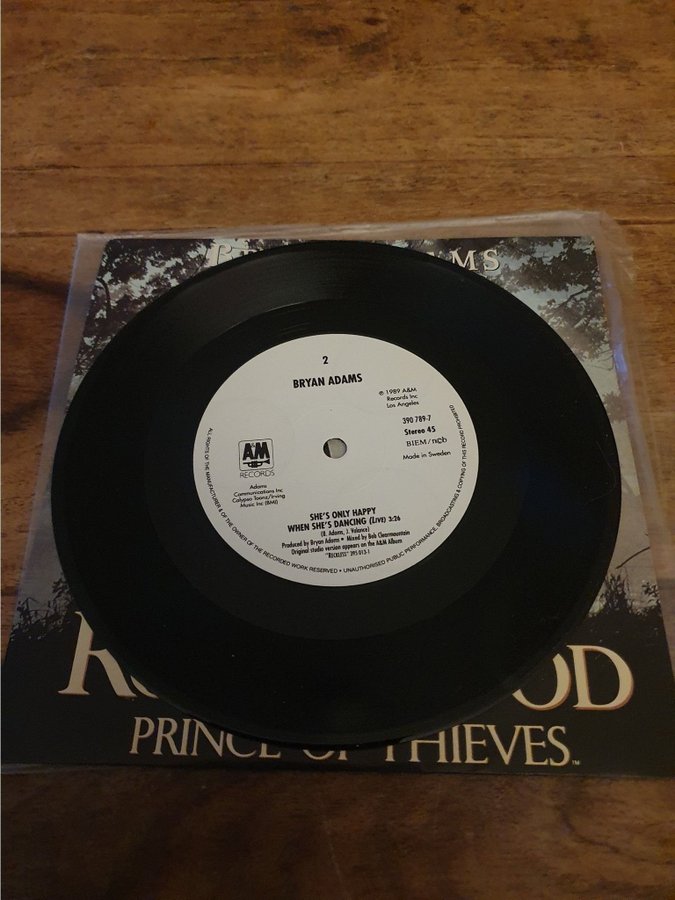 MS
2
BRYAN ADAMS
℗ 1989 A&M
Records Inc
Los Angeles
390 789-7
Stereo 45
BIEM/ncb
Made in Sweden
A&M
RECORDS
Adams
Communications Inc
Calypso Toonz/Irving
Music Inc (BMI)
SHE'S ONLY HAPPY
WHEN SHE'S DANCING (LIVE) 3:26
(B. Adams, J. Valance)
Produced by Bryan Adams • Mixed by Bob Clearmountain
Original studio version appears on the A&M Album
"RECKLESS" 395 013-1
ALL RIGHTS OF THE MANUFACTURER & OF THE OWNER OF THE RECORDED WORK RESERVED • UNAUTHORISED PUBLIC PERFORMANCE, BROADCASTING & COPYING OF THIS RECORD PROHIBITED
R OD
PRINCE OF THIEVES™